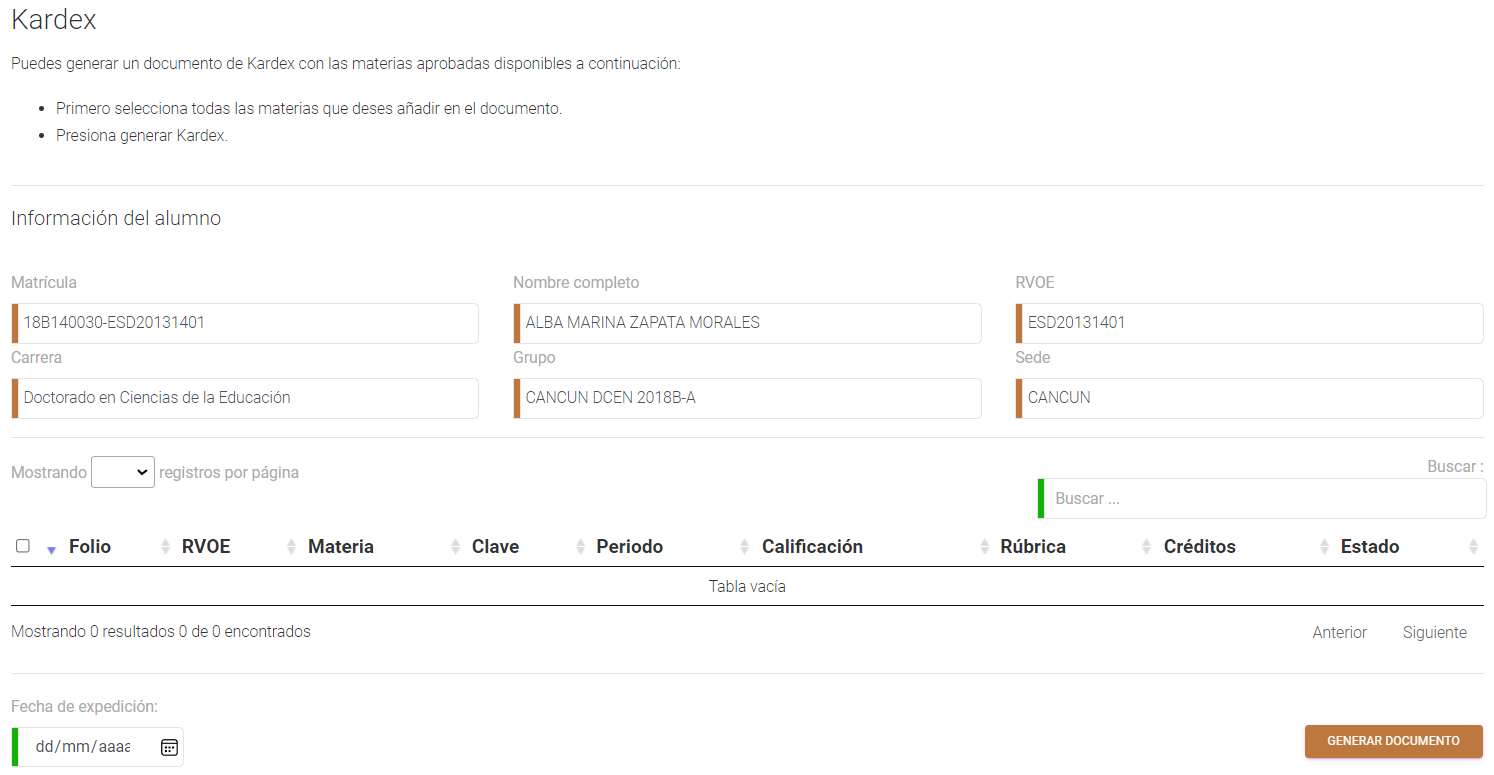 Kardex
Puedes generar un documento de Kardex con las materias aprobadas disponibles a continuación:
Primero selecciona todas las materias que deses añadir en el documento.
Presiona generar Kardex.
Información del alumno
Matrícula Nombre completo RVOE
18B140030-ESD20131401 ALBA MARINA ZAPATA MORALES ESD20131401
Carrera Grupo Sede
Doctorado en Ciencias de la Educación CANCUN DCEN 2018B-A CANCUN
Mostrando registros por página
Buscar :
Buscar ...
Folio RVOE Materia Clave Periodo Calificación Rúbrica Créditos Estado
Tabla vacía
Mostrando 0 resultados 0 de 0 encontrados
Anterior Siguiente
Fecha de expedición:
dd/mm/aaaa
GENERAR DOCUMENTO